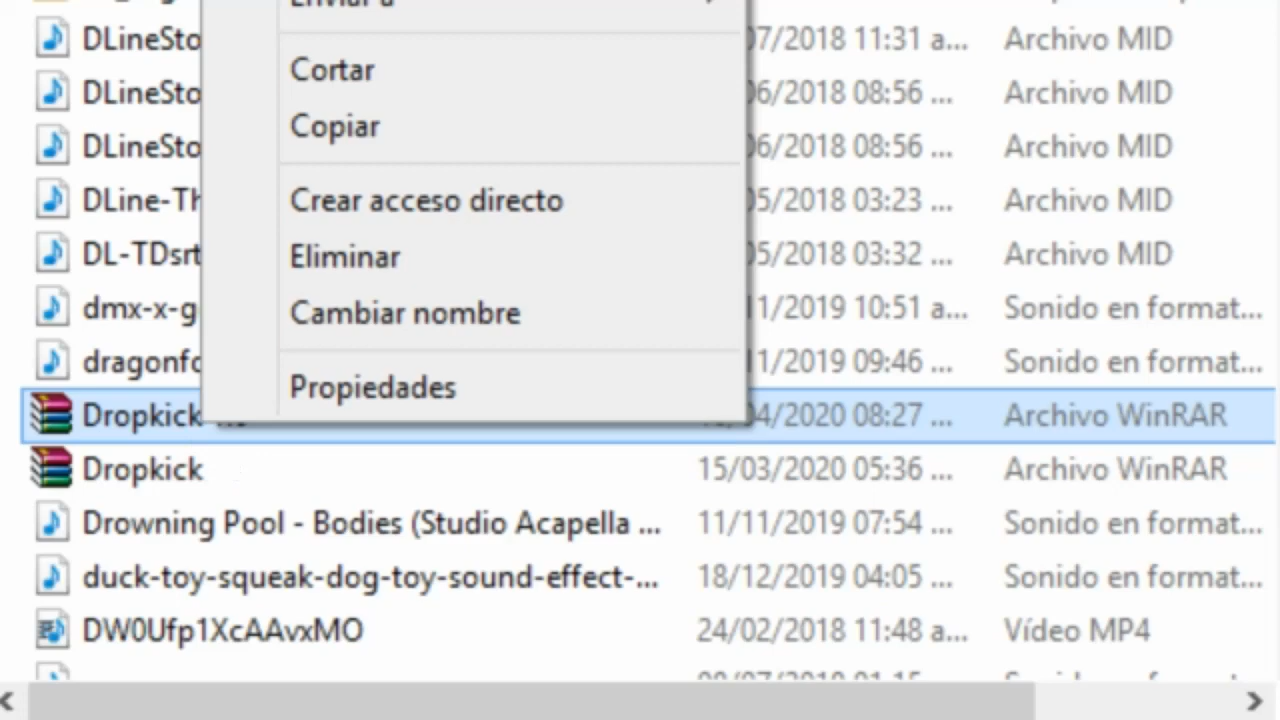 Enviar a
DLineSto 07/2018 11:31 a... Archivo MID
Cortar
DLineSto 06/2018 08:56 ... Archivo MID
Copiar
DLineSto 06/2018 08:56 ... Archivo MID
DLine-Th 05/2018 03:23 ... Archivo MID
Crear acceso directo
DL-TDsrt 05/2018 03:32 ... Archivo MID
Eliminar
dmx-x-g 11/2019 10:51 a... Sonido en format...
Cambiar nombre
dragonfo 11/2019 09:46 ... Sonido en format...
Propiedades
Dropkick 04/2020 08:27 ... Archivo WinRAR
Dropkick 15/03/2020 05:36 ... Archivo WinRAR
Drowning Pool - Bodies (Studio Acapella ... 11/11/2019 07:54 ... Sonido en format...
duck-toy-squeak-dog-toy-sound-effect-... 18/12/2019 04:05 ... Sonido en format...
DW0Ufp1XcAAvxMO 24/02/2018 11:48 a... Vídeo MP4